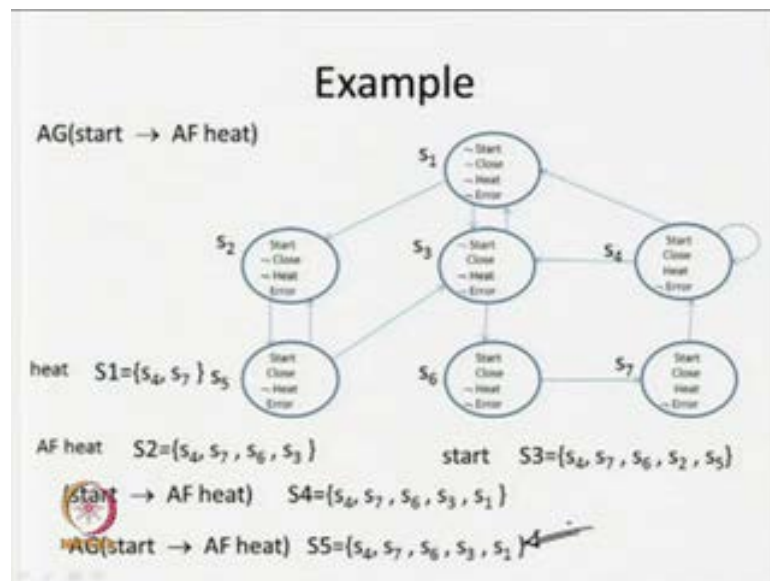 Example
AG(start → AF heat)
s₁
¬ Start
¬ Close
¬ Heat
¬ Error
s₂
Start
¬ Close
¬ Heat
Error
s₃
¬ Start
Close
¬ Heat
¬ Error
s₄
Start
Close
Heat
¬ Error
heat S1={s₄, s₇ }
s₅
Start
Close
¬ Heat
Error
s₆
Start
Close
¬ Heat
¬ Error
s₇
Start
Close
Heat
¬ Error
AF heat S2={s₄, s₇ , s₆ , s₃ }
start S3={s₄, s₇ , s₆ , s₂ , s₅}
(start → AF heat) S4={s₄, s₇ , s₆ , s₃ , s₁ }
AG(start → AF heat) S5={s₄, s₇ , s₆ , s₃ , s₁ }